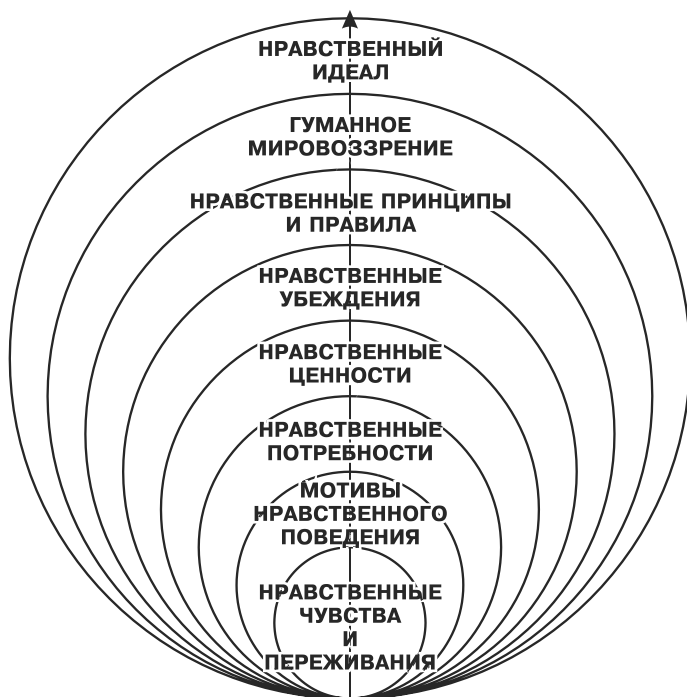 НРАВСТВЕННЫЙ
ИДЕАЛ
ГУМАННОЕ
МИРОВОЗЗРЕНИЕ
НРАВСТВЕННЫЕ ПРИНЦИПЫ
И ПРАВИЛА
НРАВСТВЕННЫЕ
УБЕЖДЕНИЯ
НРАВСТВЕННЫЕ
ЦЕННОСТИ
НРАВСТВЕННЫЕ
ПОТРЕБНОСТИ
МОТИВЫ
НРАВСТВЕННОГО
ПОВЕДЕНИЯ
НРАВСТВЕННЫЕ
ЧУВСТВА
И
ПЕРЕЖИВАНИЯ